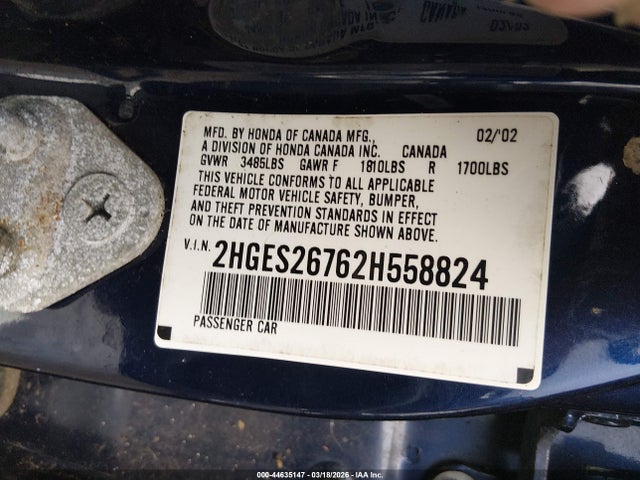 MFD. BY HONDA OF CANADA MFG., 02/'02
A DIVISION OF HONDA CANADA INC. CANADA
GVWR 3485LBS GAWR F 1810LBS R 1700LBS
THIS VEHICLE CONFORMS TO ALL APPLICABLE
FEDERAL MOTOR VEHICLE SAFETY, BUMPER,
AND THEFT PREVENTION STANDARDS IN EFFECT
ON THE DATE OF MANUFACTURE SHOWN ABOVE.
V.I.N. 2HGES26762H558824
PASSENGER CAR
000-44635147 - 03/18/2026 - IAA Inc.